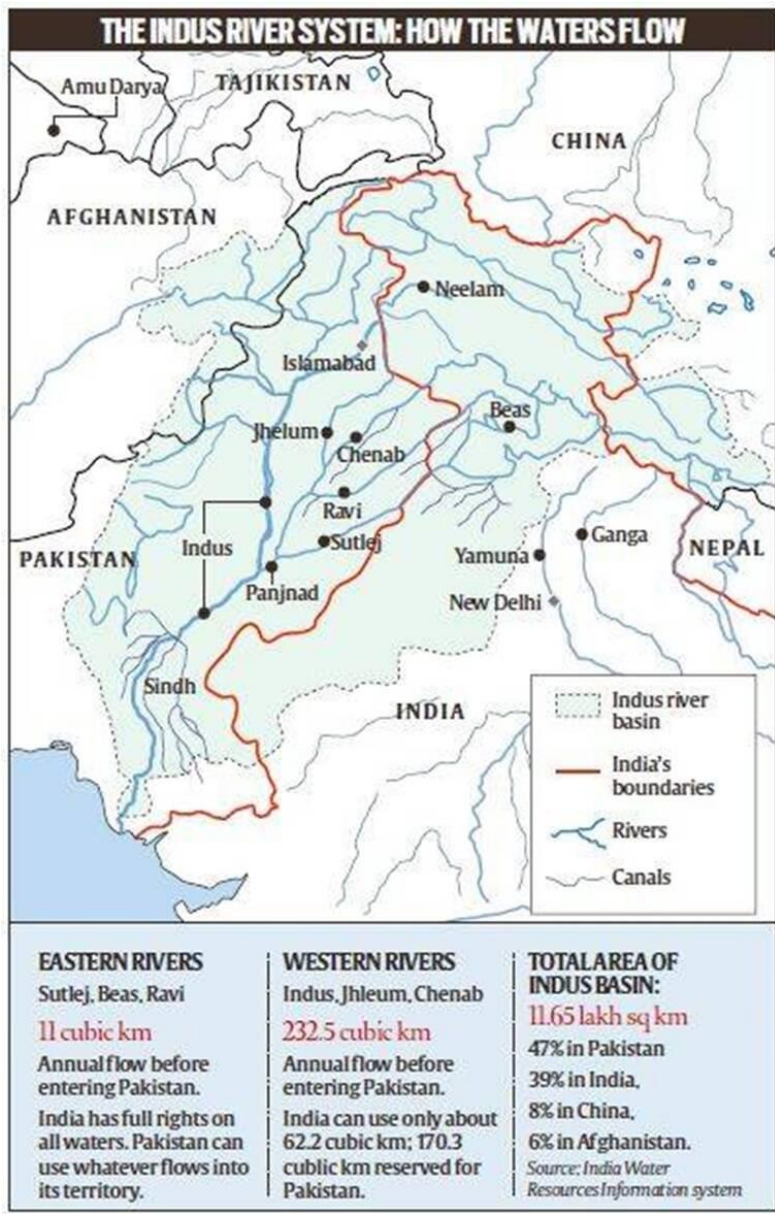 THE INDUS RIVER SYSTEM: HOW THE WATERS FLOW
Amu Darya
TAJIKISTAN
CHINA
AFGHANISTAN
Neelam
Islamabad
Beas
Jhelum
Chenab
Ravi
Indus
Sutlej
Ganga
PAKISTAN
NEPAL
Yamuna
Panjnad
New Delhi
Sindh
INDIA
Indus river
basin
India's
boundaries
Rivers
Canals
EASTERN RIVERS
Sutlej, Beas, Ravi
11 cubic km
Annual flow before
entering Pakistan.
India has full rights on
all waters. Pakistan can
use whatever flows into
its territory.
WESTERN RIVERS
Indus, Jhleum, Chenab
232.5 cubic km
Annual flow before
entering Pakistan.
India can use only about
62.2 cubic km; 170.3
cublic km reserved for
Pakistan.
TOTAL AREA OF
INDUS BASIN:
11.65 lakh sq km
47% in Pakistan
39% in India,
8% in China,
6% in Afghanistan.
Source; India Water
Resources Information system